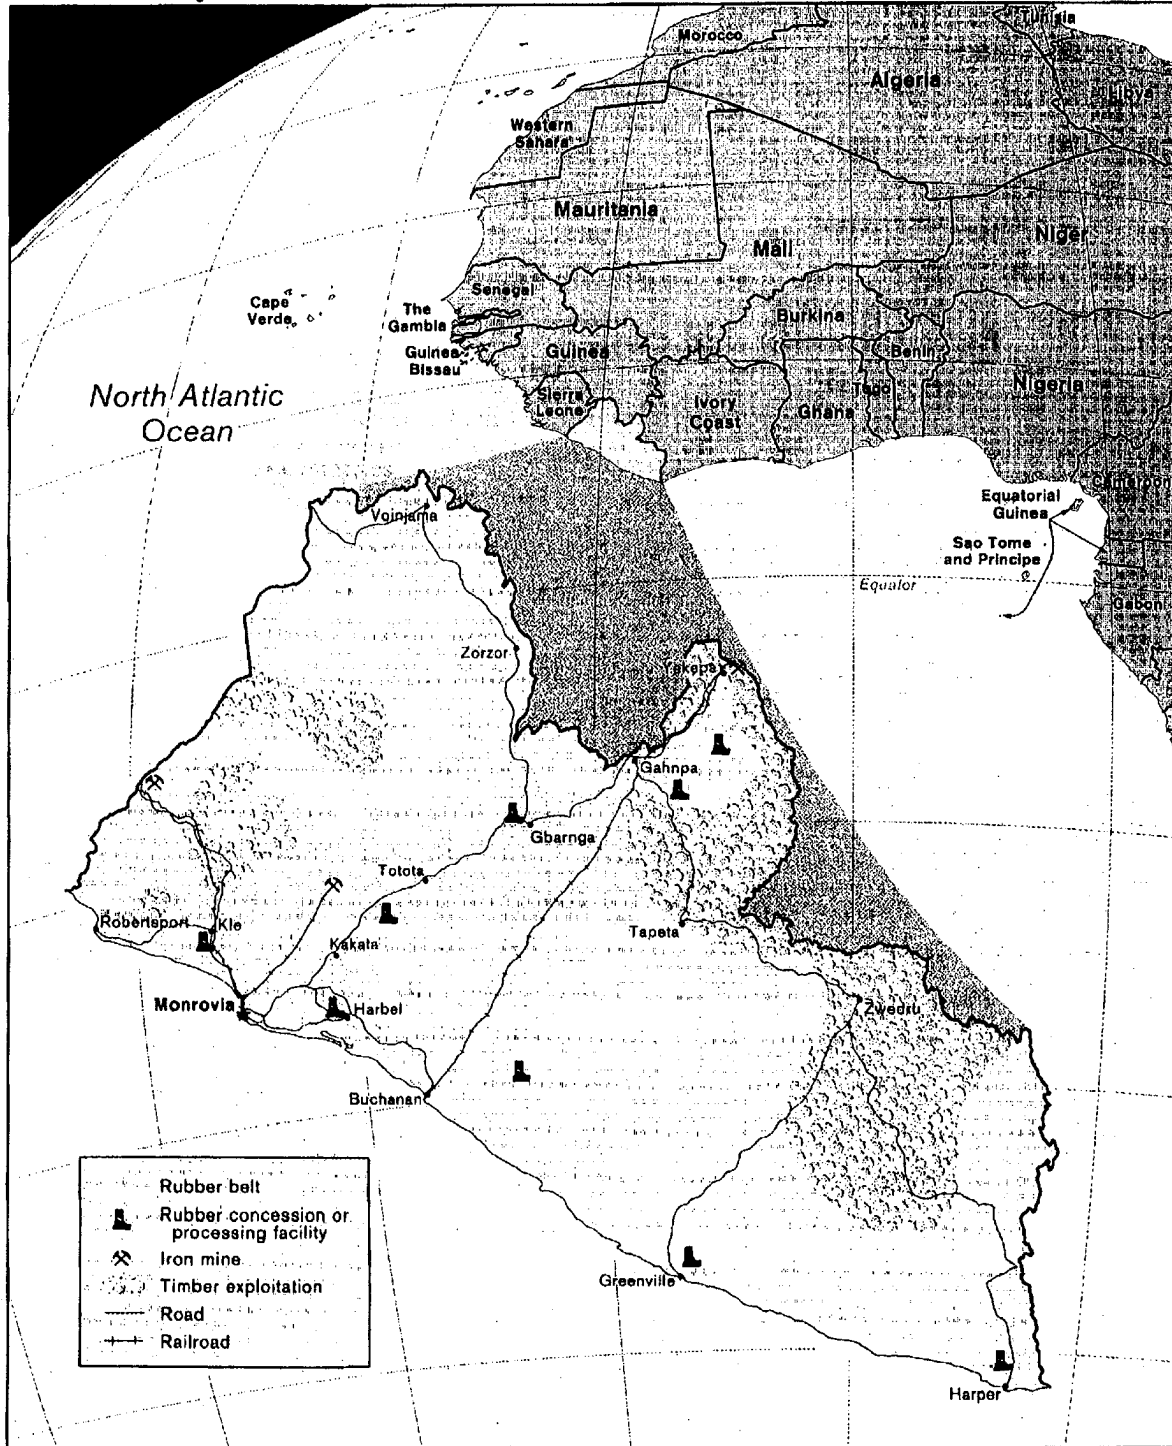 Tunisia
Morocco
Algeria
Libya
Western
Sahara
Mauritania
Mali
Niger
Cape
Verde
Senegal
The
Gambia
Guinea
Bissau
Guinea
Burkina
Benin
Nigeria
Sierra
Leone
Ivory
Coast
Ghana
Togo
North Atlantic
Ocean
Cameroon
Equatorial
Guinea
Sao Tome
and Principe
Equator
Gabon
Voinjama
Zorzor
Yekepa
Gahnpa
Gbarnga
Totota
Robertsport
Kle
Kakata
Tapeta
Monrovia
Harbel
Zwedru
Buchanan
Rubber belt
Rubber concession or
processing facility
Iron mine
Timber exploitation
Road
Railroad
Greenville
Harper